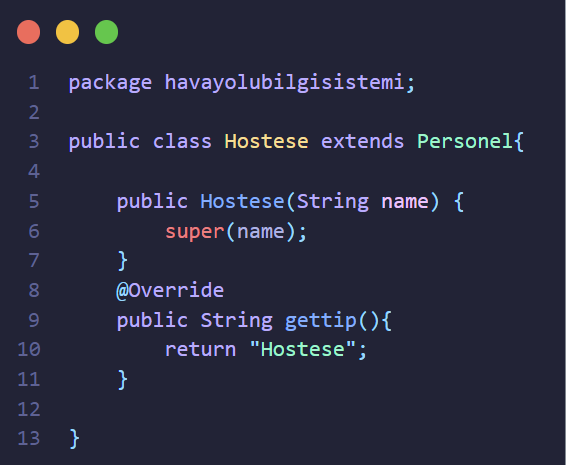 1 package havayolubilgisistemi;
2
3 public class Hostese extends Personel{
4
5 public Hostese(String name) {
6 super(name);
7 }
8 @Override
9 public String gettip(){
10 return "Hostese";
11 }
12
13 }